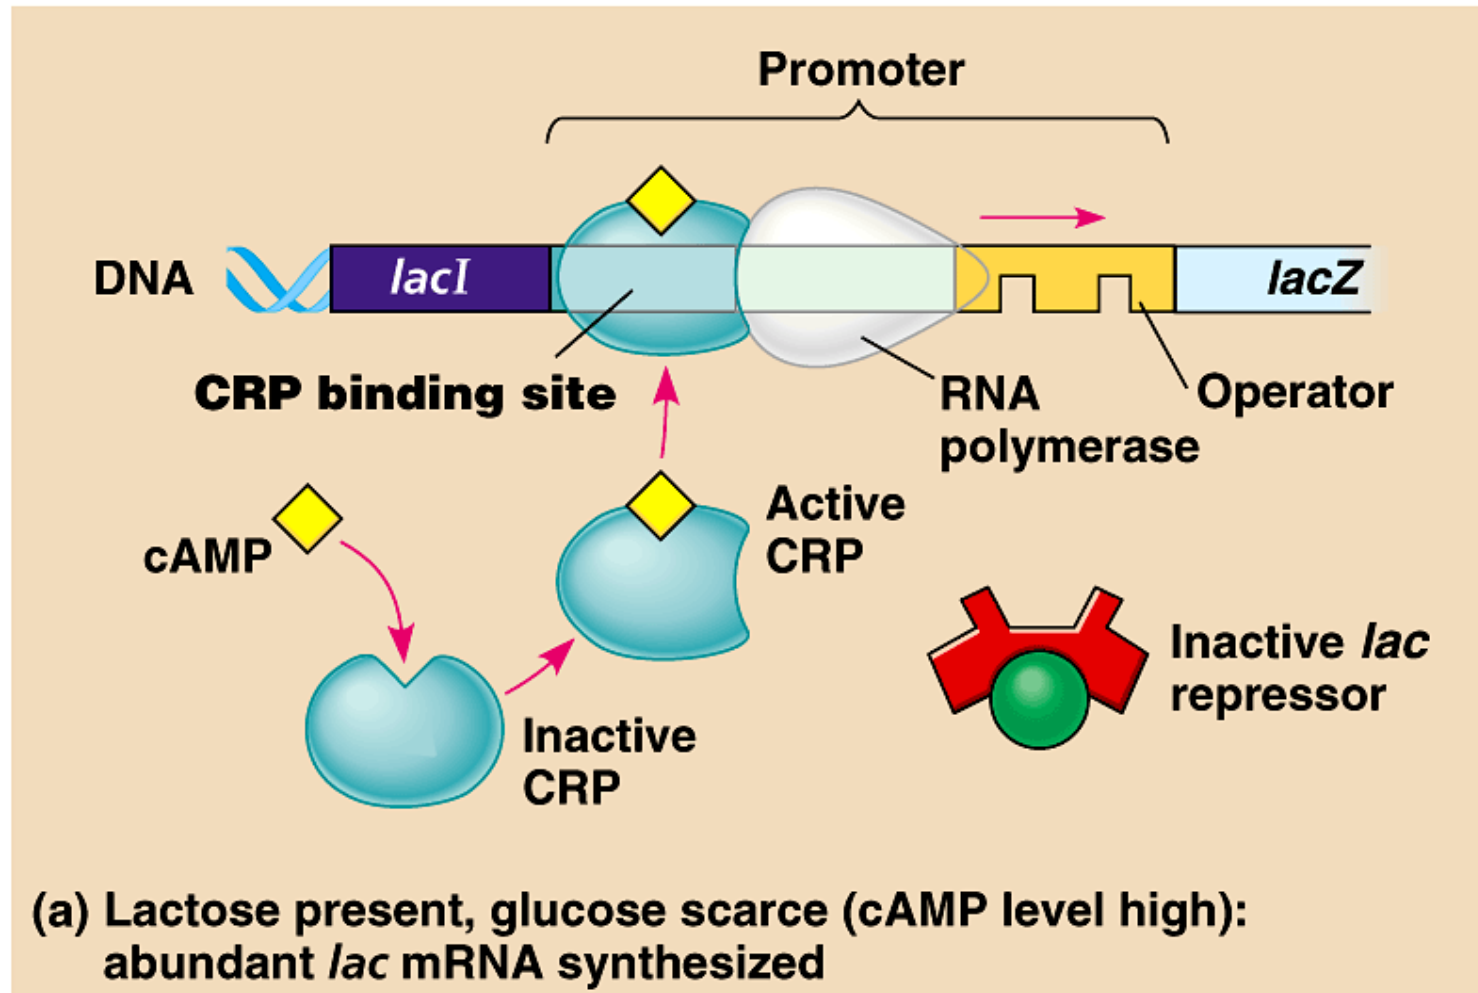 Promoter
DNA
lacI
lacZ
CRP binding site
RNA
polymerase
Operator
cAMP
Active
CRP
Inactive
CRP
Inactive lac
repressor
(a) Lactose present, glucose scarce (cAMP level high):
abundant lac mRNA synthesized